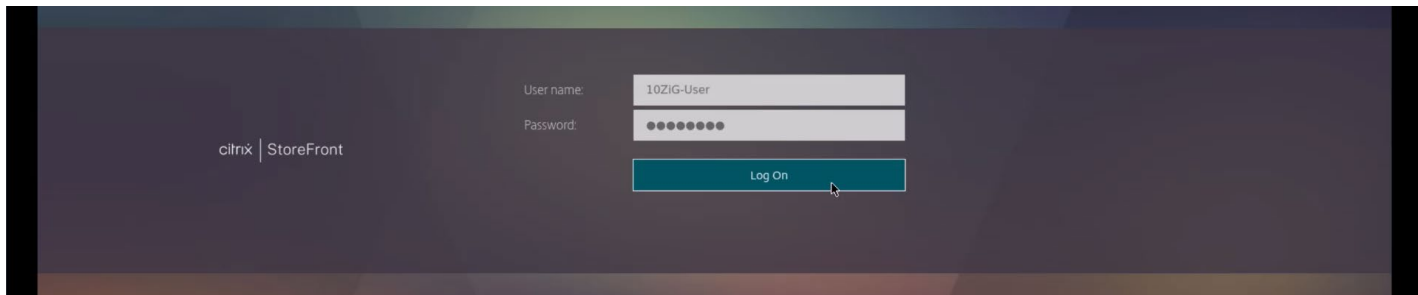 User name:
10ZiG-User
Password:
●●●●●●●●
citrix | StoreFront
Log On